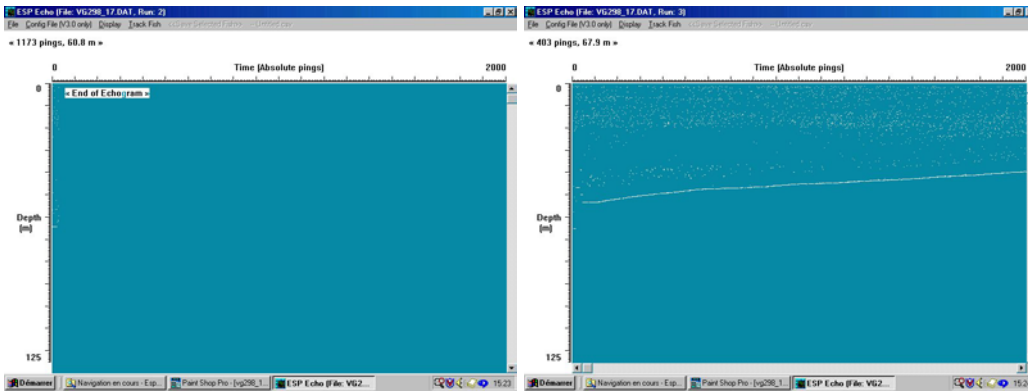 ESP Echo (File: VG298_17.DAT, Run: 2)
File Config File (V3.0 only) Display Track Fish
« 1173 pings, 60.8 m »
Time (Absolute pings)
0 2000
0
« End of Echogram »
Depth
(m)
125
Démarrer Navigation en cours - Esp... Paint Shop Pro - [vg298_1... ESP Echo (File: VG2... 15:23
ESP Echo (File: VG298_17.DAT, Run: 3)
File Config File (V3.0 only) Display Track Fish
« 403 pings, 67.9 m »
Time (Absolute pings)
0 2000
0
Depth
(m)
125
Démarrer Navigation en cours - Esp... Paint Shop Pro - [vg298_1... ESP Echo (File: VG2...